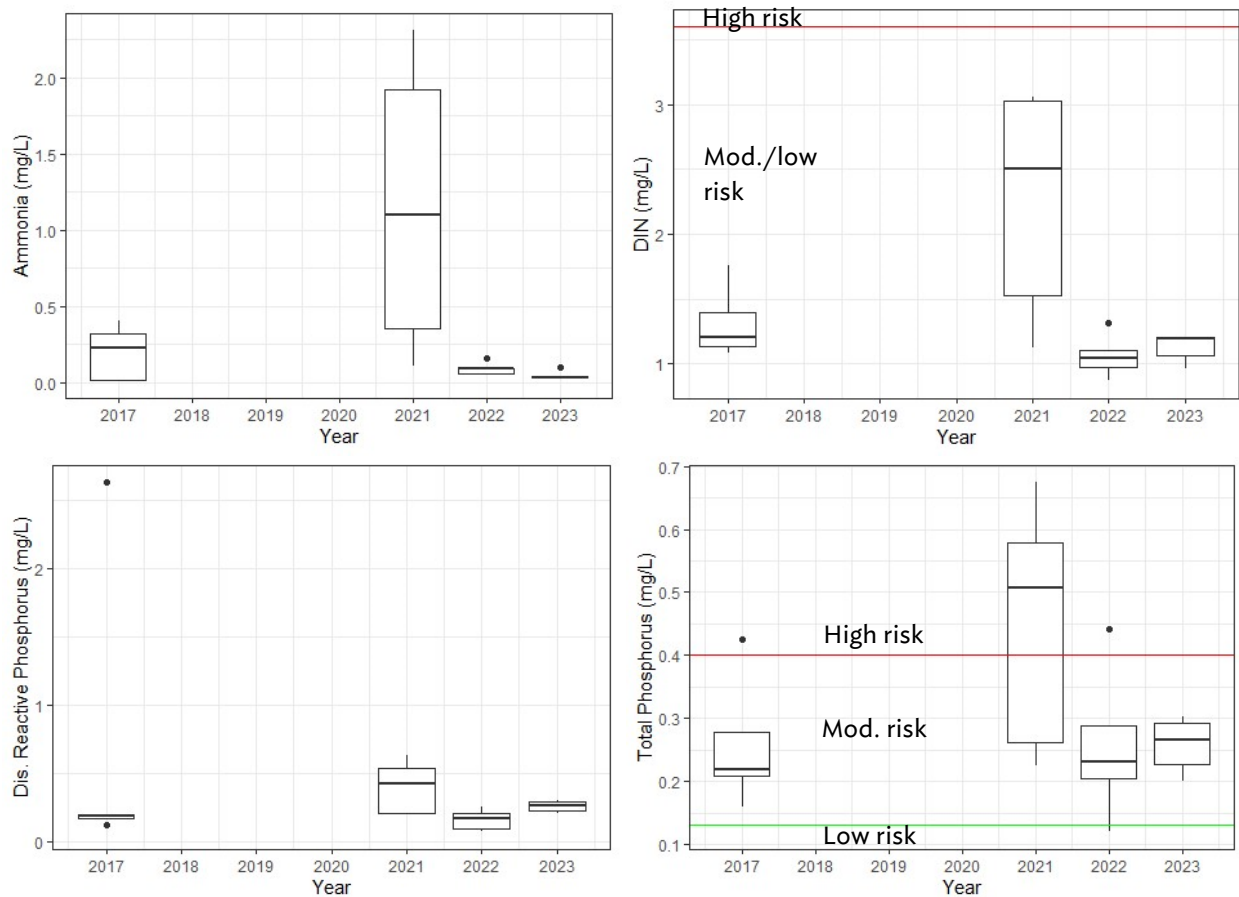 Ammonia (mg/L)
2.0
1.5
1.0
0.5
0.0
2017 2018 2019 2020 2021 2022 2023
Year
High risk
DIN (mg/L)
3
Mod./low
risk
2
1
2017 2018 2019 2020 2021 2022 2023
Year
Dis. Reactive Phosphorus (mg/L)
2
1
0
2017 2018 2019 2020 2021 2022 2023
Year
Total Phosphorus (mg/L)
0.7
0.6
0.5
High risk
0.4
Mod. risk
0.3
0.2
Low risk
0.1
2017 2018 2019 2020 2021 2022 2023
Year